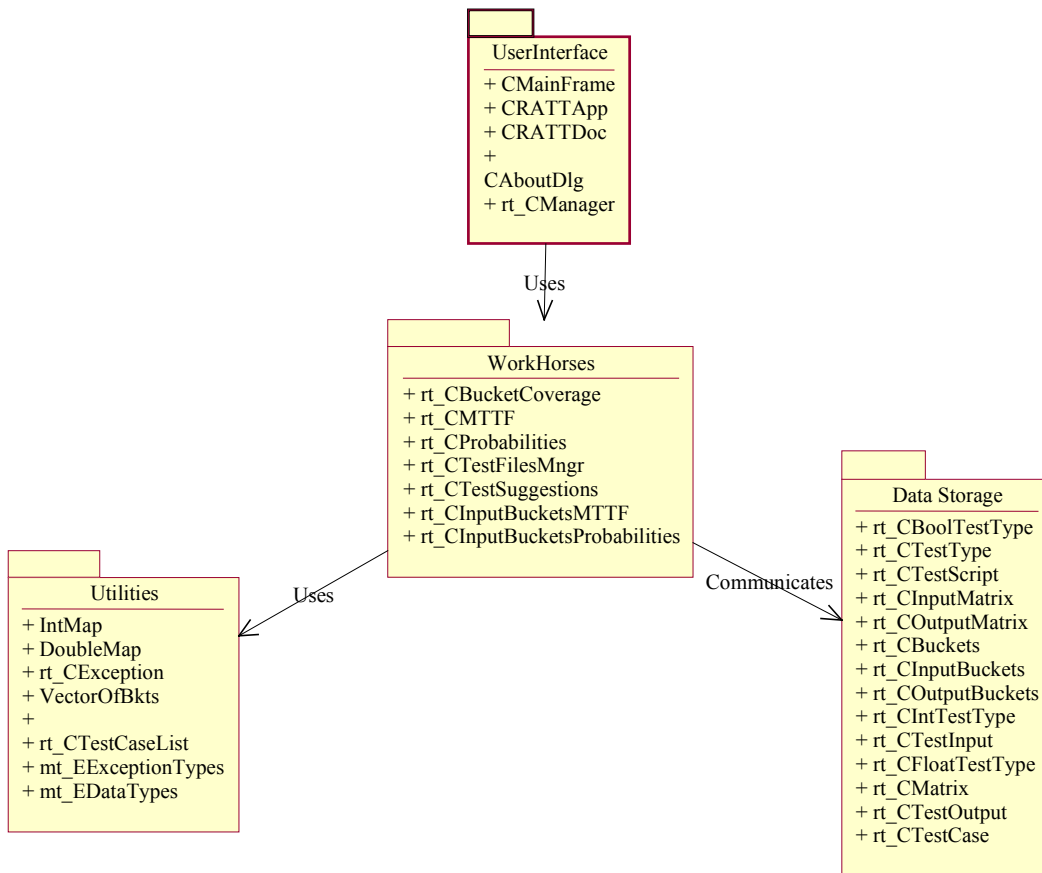 UserInterface
+ CMainFrame
+ CRATTApp
+ CRATTDoc
+
CAboutDlg
+ rt_CManager
Uses
WorkHorses
+ rt_CBucketCoverage
+ rt_CMTTF
+ rt_CProbabilities
+ rt_CTestFilesMngr
+ rt_CTestSuggestions
+ rt_CInputBucketsMTTF
+ rt_CInputBucketsProbabilities
Uses
Communicates
Utilities
+ IntMap
+ DoubleMap
+ rt_CException
+ VectorOfBkts
+
+ rt_CTestCaseList
+ mt_EExceptionTypes
+ mt_EDataTypes
Data Storage
+ rt_CBoolTestType
+ rt_CTestType
+ rt_CTestScript
+ rt_CInputMatrix
+ rt_COutputMatrix
+ rt_CBuckets
+ rt_CInputBuckets
+ rt_COutputBuckets
+ rt_CIntTestType
+ rt_CTestInput
+ rt_CFloatTestType
+ rt_CMatrix
+ rt_CTestOutput
+ rt_CTestCase